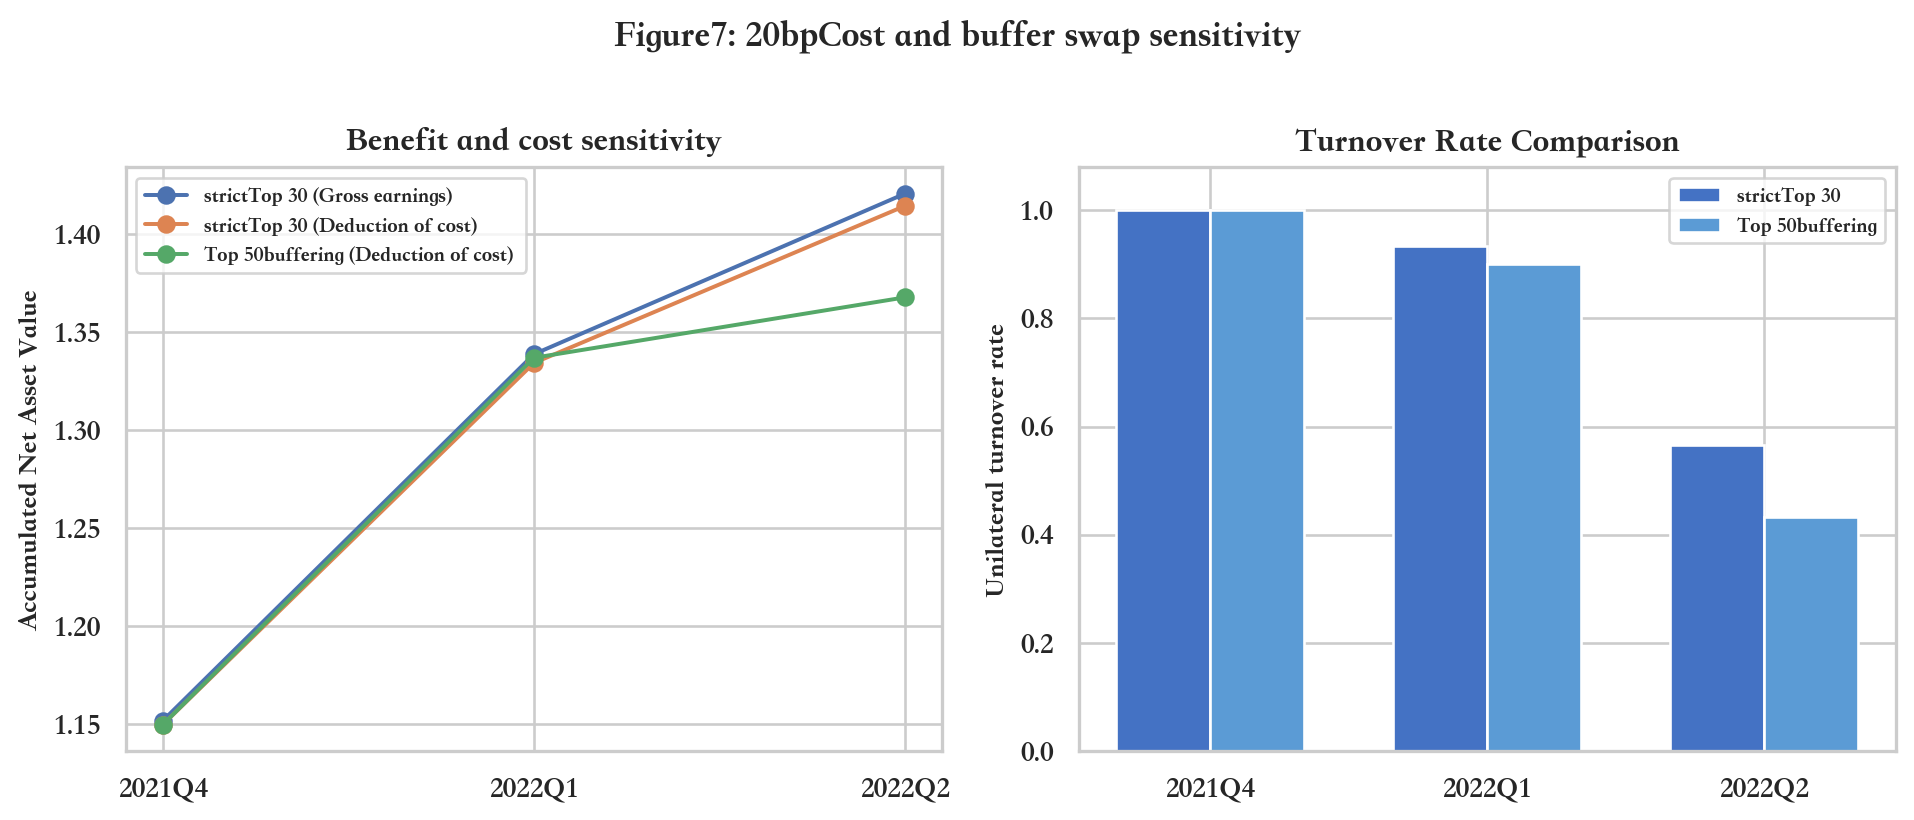 Figure7: 20bpCost and buffer swap sensitivity
Benefit and cost sensitivity
strictTop 30 (Gross earnings)
strictTop 30 (Deduction of cost)
Top 50buffering (Deduction of cost)
Accumulated Net Asset Value
1.40
1.35
1.30
1.25
1.20
1.15
2021Q4
2022Q1
2022Q2
Turnover Rate Comparison
strictTop 30
Top 50buffering
Unilateral turnover rate
1.0
0.8
0.6
0.4
0.2
0.0
2021Q4
2022Q1
2022Q2